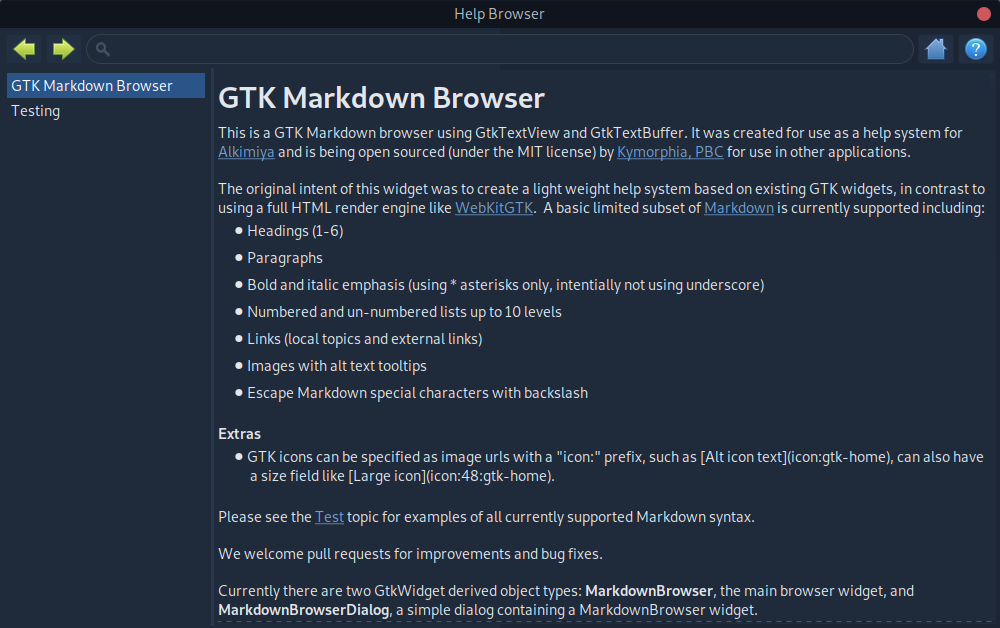 Help Browser
GTK Markdown Browser
Testing
GTK Markdown Browser
This is a GTK Markdown browser using GtkTextView and GtkTextBuffer. It was created for use as a help system for
Alkimiya and is being open sourced (under the MIT license) by Kymorphia, PBC for use in other applications.
The original intent of this widget was to create a light weight help system based on existing GTK widgets, in contrast to
using a full HTML render engine like WebKitGTK.  A basic limited subset of Markdown is currently supported including:
● Headings (1-6)
● Paragraphs
● Bold and italic emphasis (using * asterisks only, intentially not using underscore)
● Numbered and un-numbered lists up to 10 levels
● Links (local topics and external links)
● Images with alt text tooltips
● Escape Markdown special characters with backslash
Extras
● GTK icons can be specified as image urls with a "icon:" prefix, such as [Alt icon text](icon:gtk-home), can also have
a size field like [Large icon](icon:48:gtk-home).
Please see the Test topic for examples of all currently supported Markdown syntax.
We welcome pull requests for improvements and bug fixes.
Currently there are two GtkWidget derived object types: MarkdownBrowser, the main browser widget, and
MarkdownBrowserDialog, a simple dialog containing a MarkdownBrowser widget.